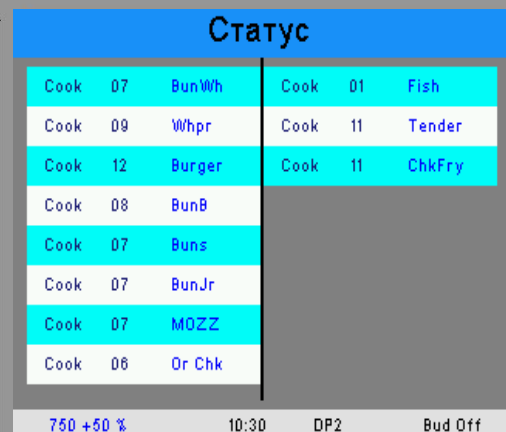 Статус
Cook 07 BunWh
Cook 09 Whpr
Cook 12 Burger
Cook 08 BunB
Cook 07 Buns
Cook 07 BunJr
Cook 07 MOZZ
Cook 06 Or Chk
Cook 01 Fish
Cook 11 Tender
Cook 11 ChkFry
750 +50 % 10:30 DP2 Bud Off